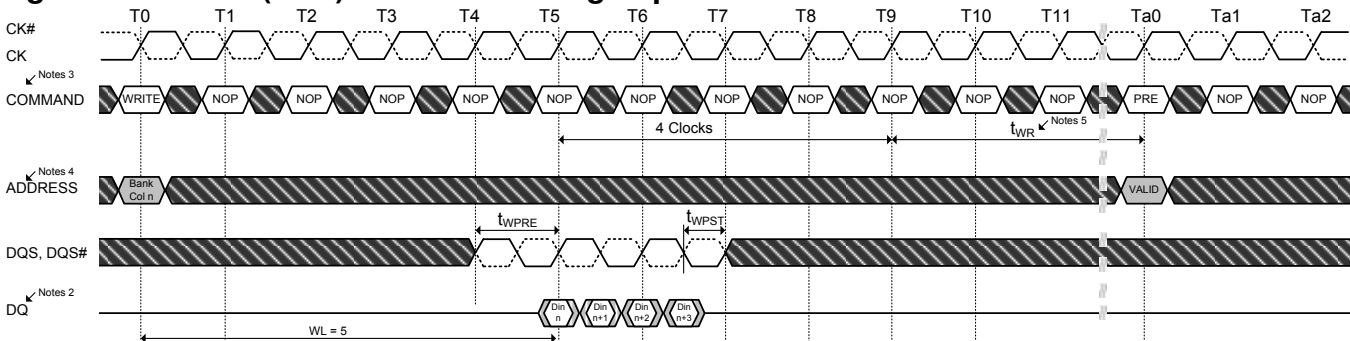 T0 T1 T2 T3 T4 T5 T6 T7 T8 T9 T10 T11 Ta0 Ta1 Ta2
CK#
CK
Notes 3
COMMAND WRITE NOP NOP NOP NOP NOP NOP NOP NOP NOP NOP NOP PRE NOP NOP
4 Clocks tWR Notes 5
Notes 4
ADDRESS Bank Col n VALID
tWPRE tWPST
DQS, DQS#
Notes 2
DQ Din n Din n+1 Din n+2 Din n+3
WL = 5